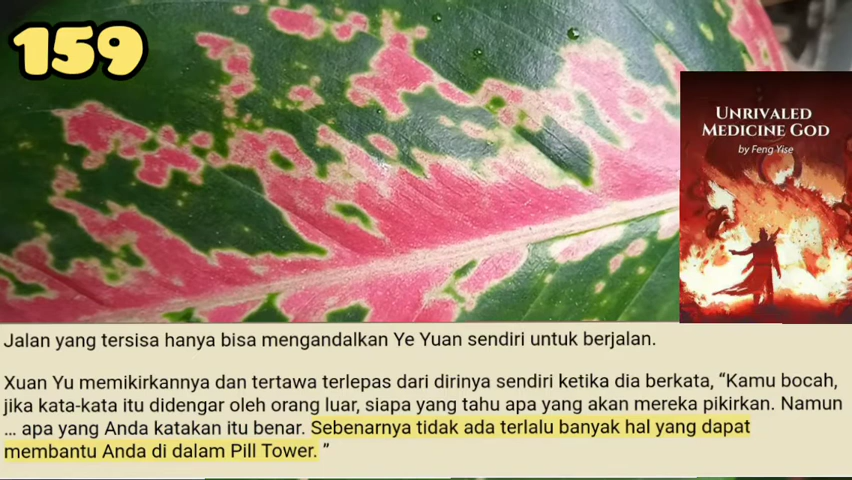 159
UNRIVALED
MEDICINE GOD
by Feng Yise
Jalan yang tersisa hanya bisa mengandalkan Ye Yuan sendiri untuk berjalan.
Xuan Yu memikirkannya dan tertawa terlepas dari dirinya sendiri ketika dia berkata, “Kamu bocah,
jika kata-kata itu didengar oleh orang luar, siapa yang tahu apa yang akan mereka pikirkan. Namun
… apa yang Anda katakan itu benar. Sebenarnya tidak ada terlalu banyak hal yang dapat
membantu Anda di dalam Pill Tower. ”